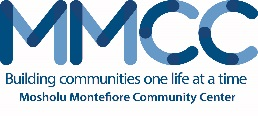 MMCC
Building communities one life at a time
Mosholu Montefiore Community Center